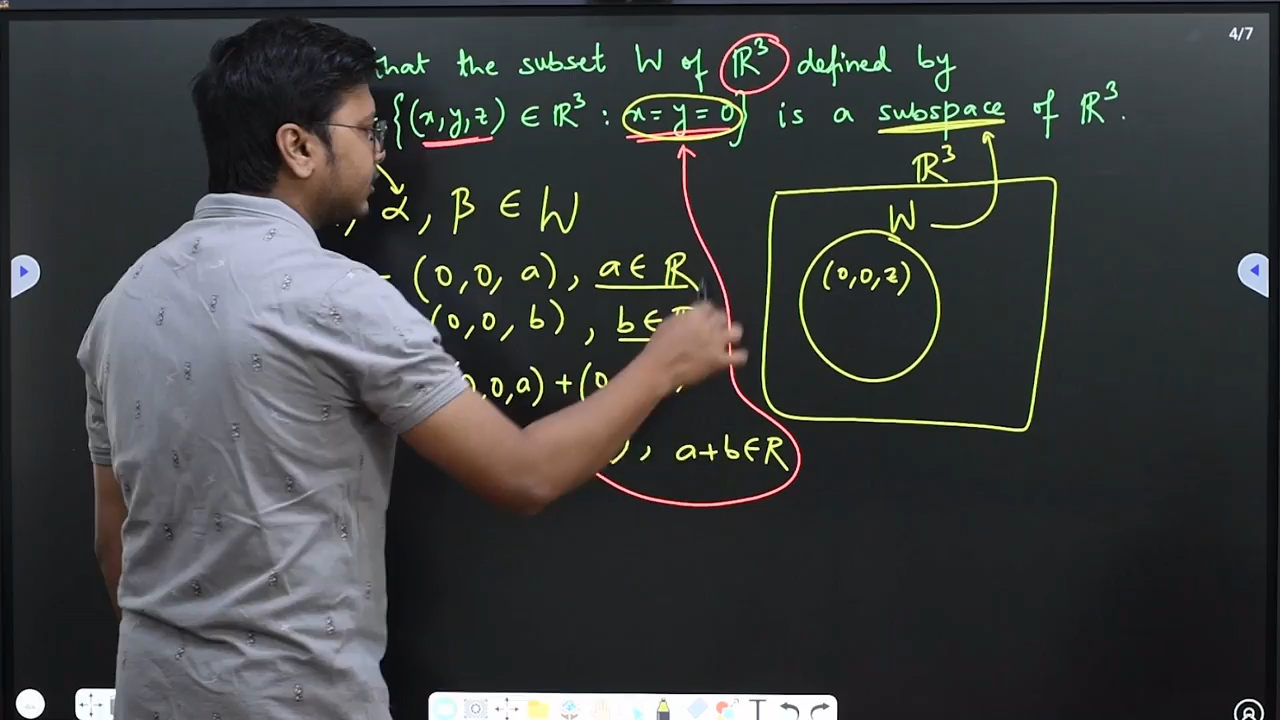 4/7
that the subset W of ℝ³ defined by
{(x,y,z) ∈ ℝ³ : x = y = 0} is a subspace of ℝ³.
ℝ³
, α, β ∈ W
W
= (0,0,a), a ∈ ℝ
(0,0,z)
(0,0,b), b ∈
0,0,a) + (0
), a+b ∈ ℝ
T